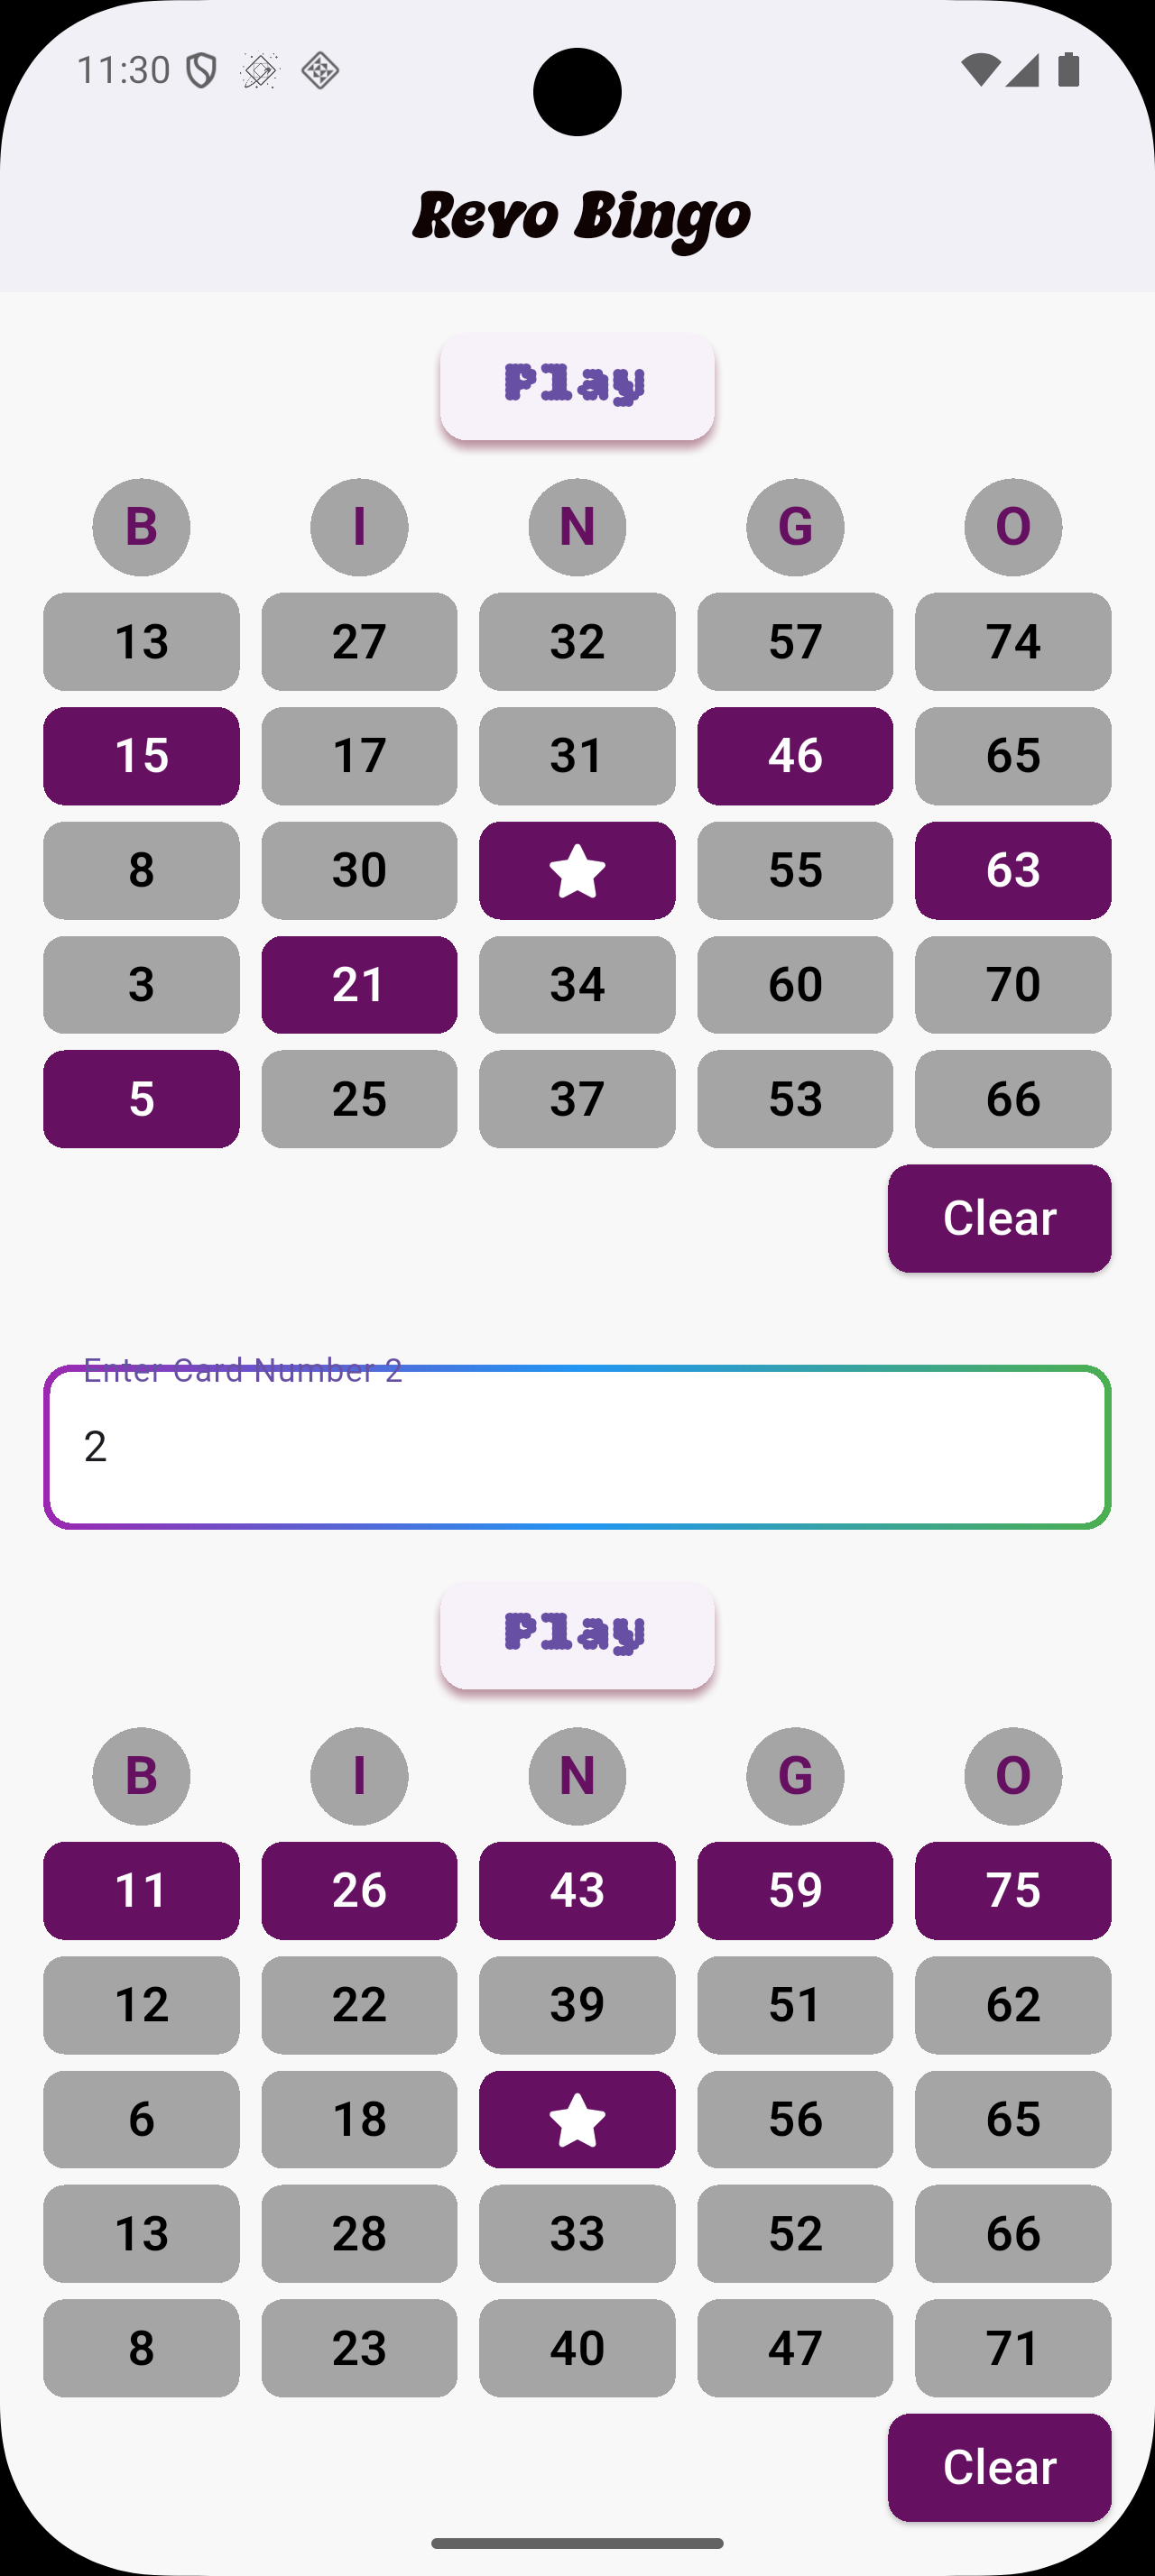 11:30
Revo Bingo
Play
B I N G O
13 27 32 57 74
15 17 31 46 65
8 30 55 63
3 21 34 60 70
5 25 37 53 66
Clear
Enter Card Number 2
2
Play
B I N G O
11 26 43 59 75
12 22 39 51 62
6 18 56 65
13 28 33 52 66
8 23 40 47 71
Clear